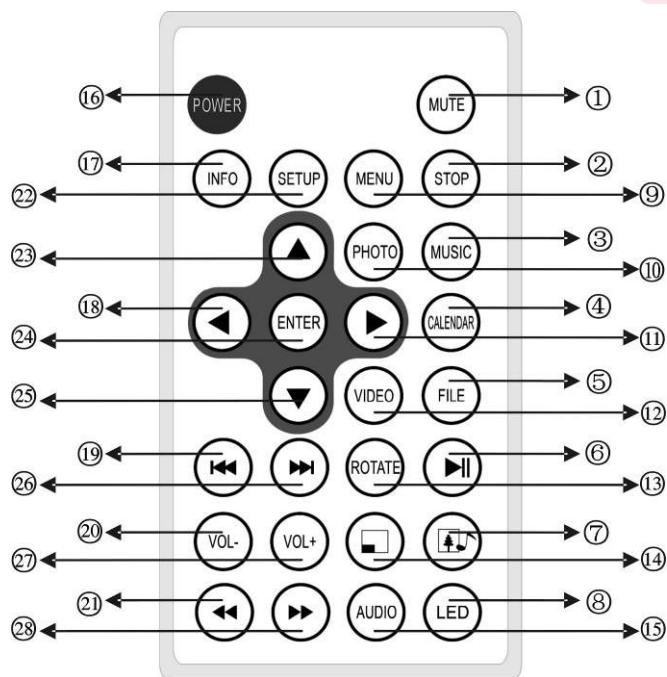 ⑯ POWER MUTE ①
⑰ INFO SETUP MENU STOP ②
㉒ ⑨
㉓ PHOTO MUSIC ③
⑩
⑱ ENTER CALENDAR ④
㉔ ⑪
㉕ VIDEO FILE ⑤
⑫
⑲ ROTATE ⑥
㉖ ⑬
⑳ VOL- VOL+ ⑦
㉗ ⑭
㉑ AUDIO LED ⑧
㉘ ⑮